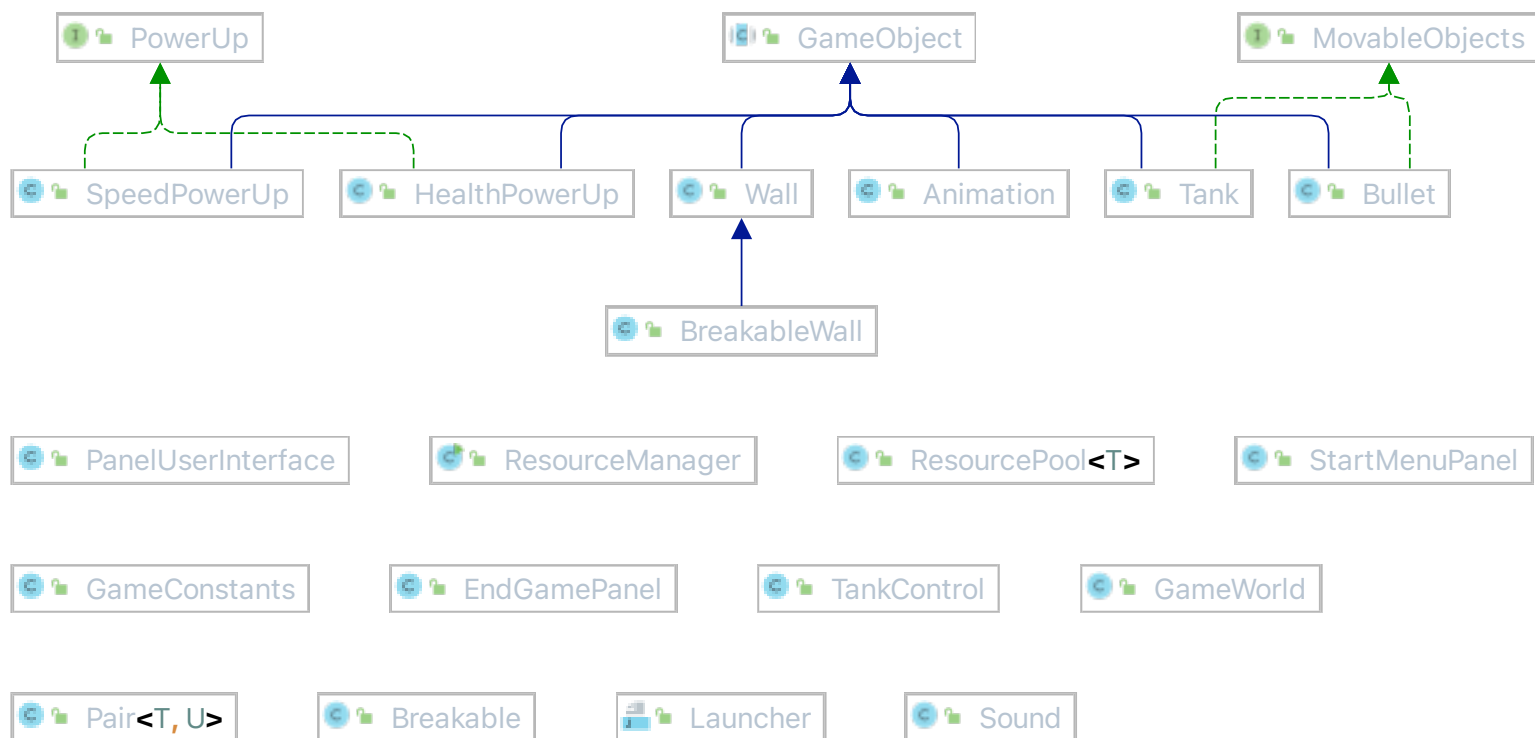 PowerUp
GameObject
MovableObjects
SpeedPowerUp
HealthPowerUp
Wall
Animation
Tank
Bullet
BreakableWall
PanelUserInterface
ResourceManager
ResourcePool<T>
StartMenuPanel
GameConstants
EndGamePanel
TankControl
GameWorld
Pair<T, U>
Breakable
Launcher
Sound